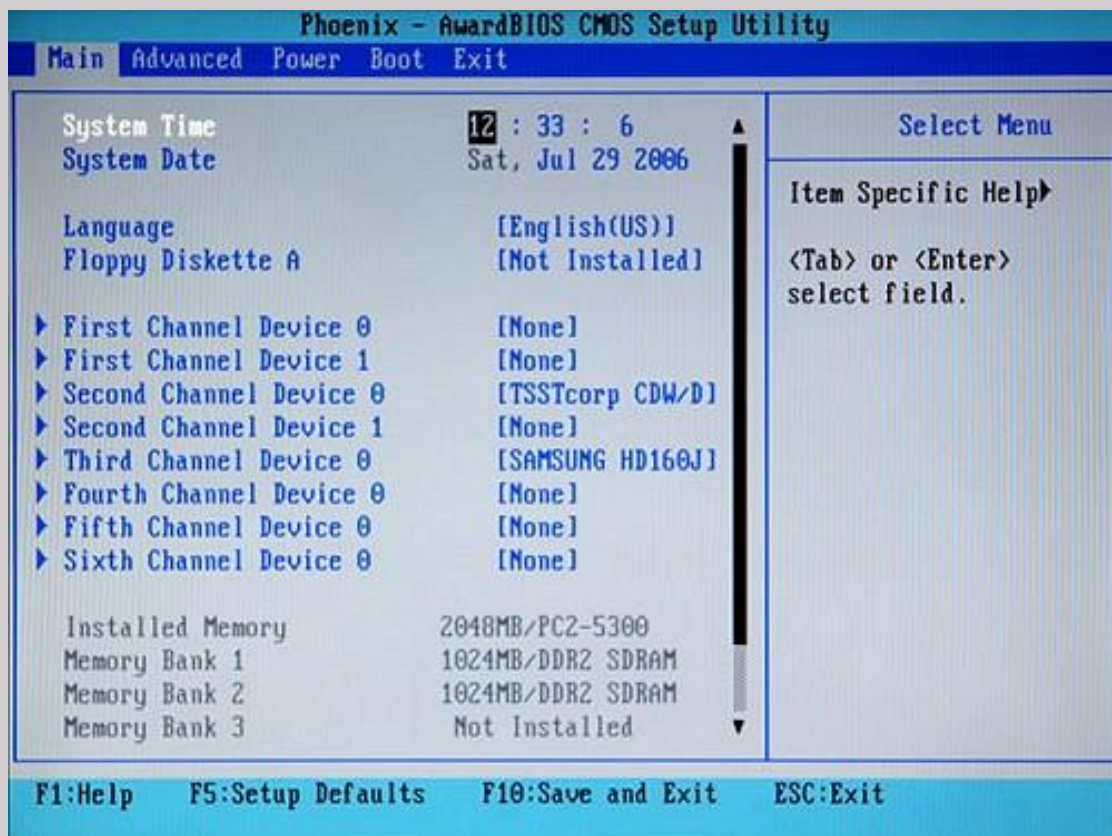 Phoenix - AwardBIOS CMOS Setup Utility
Main Advanced Power Boot Exit
System Time 12 : 33 : 6
System Date Sat, Jul 29 2006
Language [English(US)]
Floppy Diskette A [Not Installed]
First Channel Device 0 [None]
First Channel Device 1 [None]
Second Channel Device 0 [TSSTcorp CDW/D]
Second Channel Device 1 [None]
Third Channel Device 0 [SAMSUNG HD160J]
Fourth Channel Device 0 [None]
Fifth Channel Device 0 [None]
Sixth Channel Device 0 [None]
Installed Memory 2048MB/PC2-5300
Memory Bank 1 1024MB/DDR2 SDRAM
Memory Bank 2 1024MB/DDR2 SDRAM
Memory Bank 3 Not Installed
Select Menu
Item Specific Help
<Tab> or <Enter>
select field.
F1:Help F5:Setup Defaults F10:Save and Exit ESC:Exit